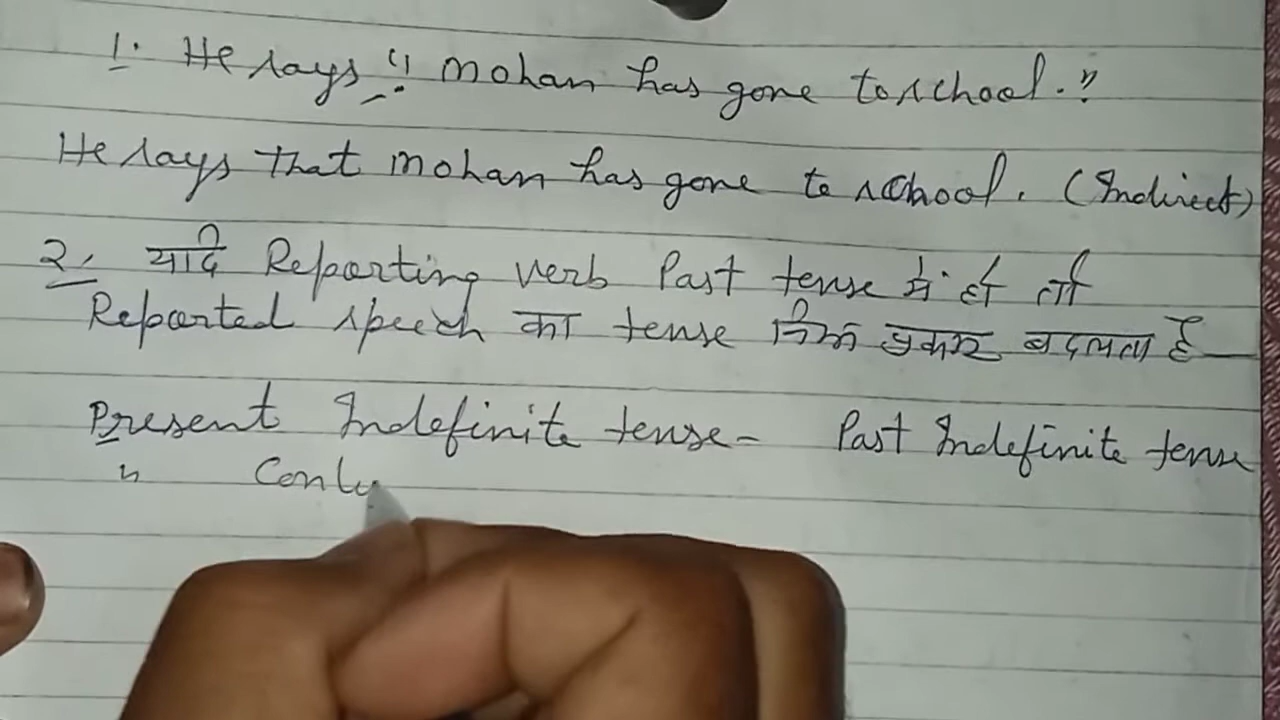 1. He says," Mohan has gone to school."
He says that Mohan has gone to school. (Indirect)
2. यदि Reporting verb Past tense में हो तो
Reported speech का tense निम्न प्रकार बदलता है
Present Indefinite tense - Past Indefinite tense
"